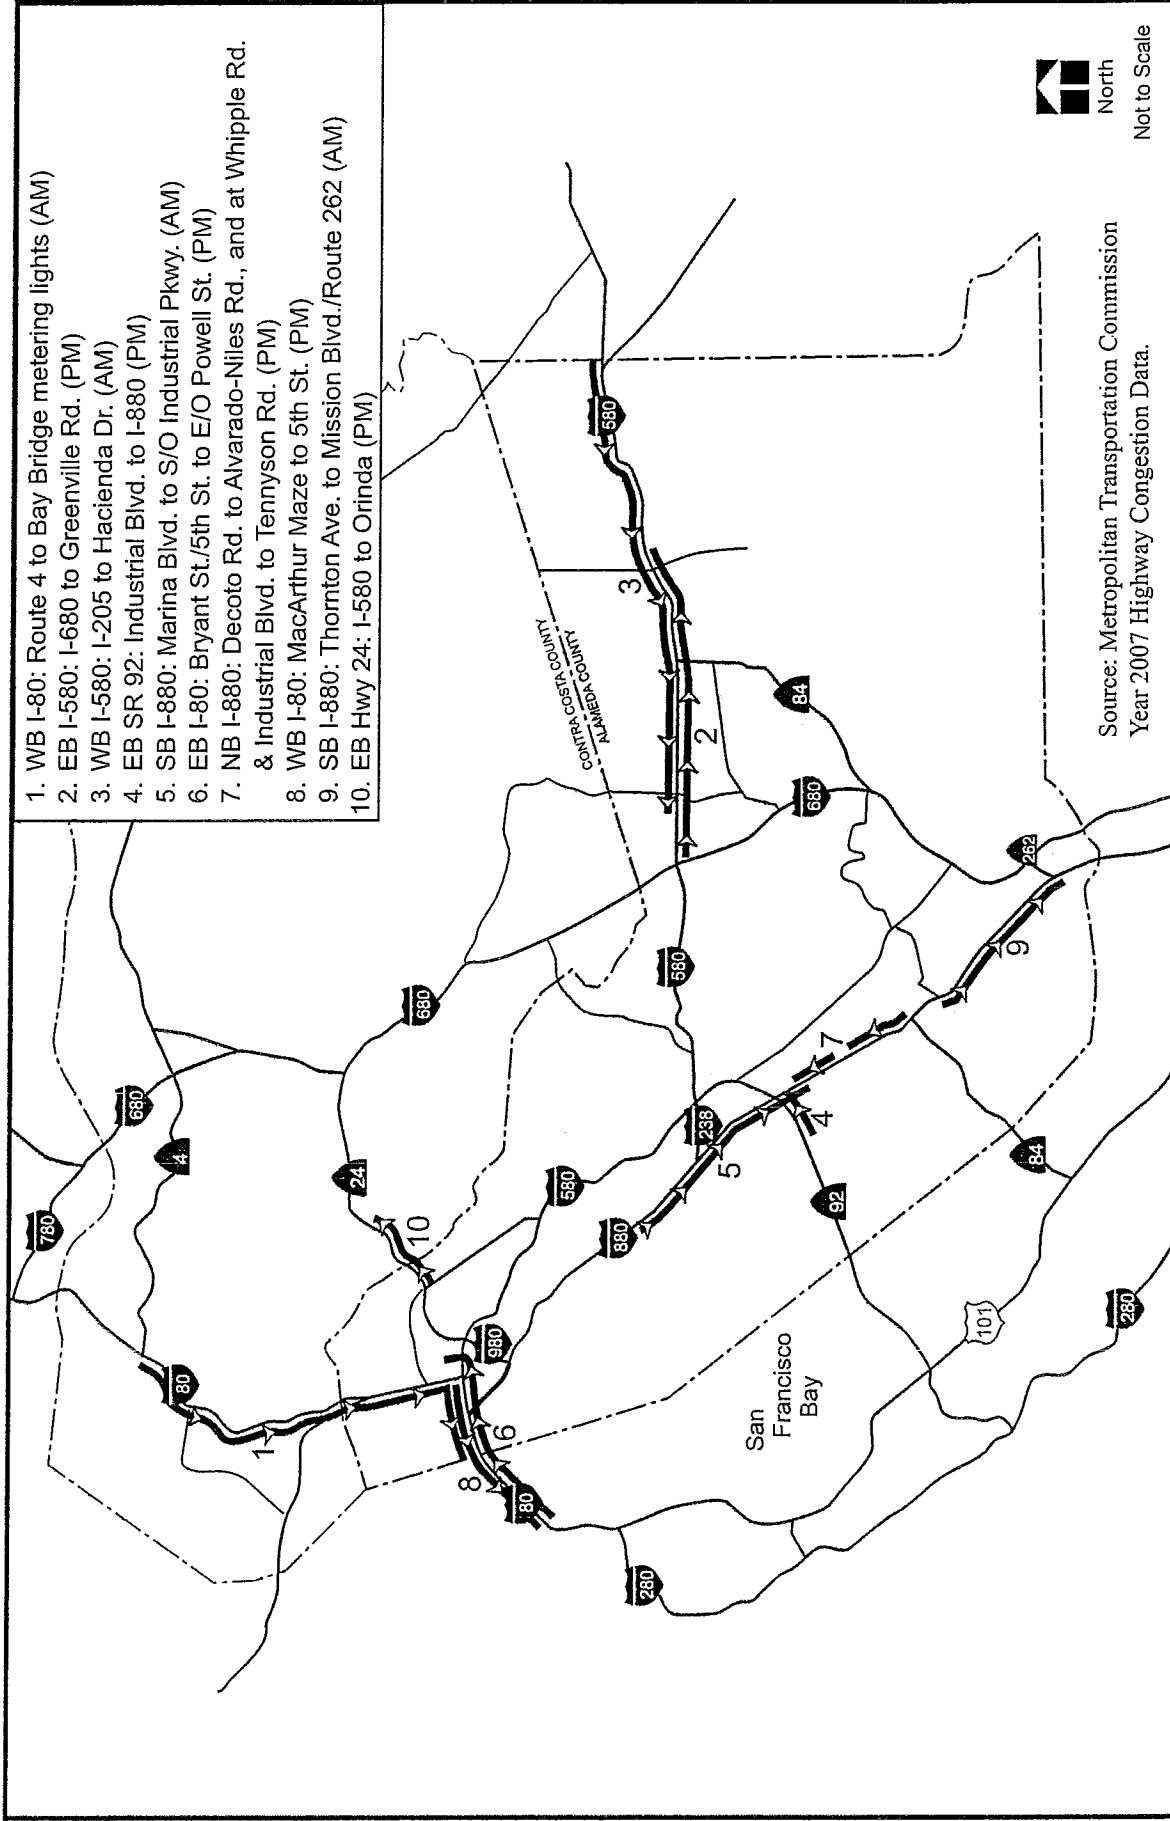 1. WB I-80: Route 4 to Bay Bridge metering lights (AM)
2. EB I-580: I-680 to Greenville Rd. (PM)
3. WB I-580: I-205 to Hacienda Dr. (AM)
4. EB SR 92: Industrial Blvd. to I-880 (PM)
5. SB I-880: Marina Blvd. to S/O Industrial Pkwy. (AM)
6. EB I-80: Bryant St./5th St. to E/O Powell St. (PM)
7. NB I-880: Decoto Rd. to Alvarado-Niles Rd., and at Whipple Rd.
& Industrial Blvd. to Tennyson Rd. (PM)
8. WB I-80: MacArthur Maze to 5th St. (PM)
9. SB I-880: Thornton Ave. to Mission Blvd./Route 262 (AM)
10. EB Hwy 24: I-580 to Orinda (PM)
780
680
4
80
1
24
680
10
980
580
8
6
80
280
880
5
238
580
CONTRA COSTA COUNTY
ALAMEDA COUNTY
3
580
2
84
680
262
9
7
4
92
84
101
280
San
Francisco
Bay
North
Not to Scale
Source: Metropolitan Transportation Commission
Year 2007 Highway Congestion Data.